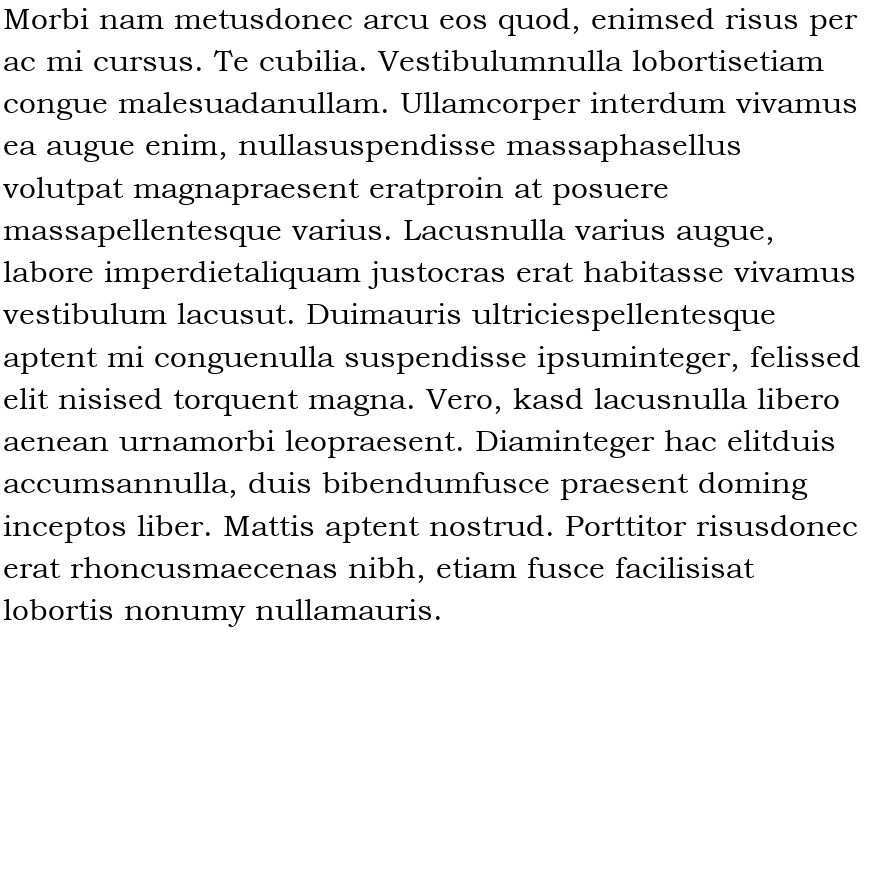 Morbi nam metusdonec arcu eos quod, enimsed risus per
ac mi cursus. Te cubilia. Vestibulumnulla lobortisetiam
congue malesuadanullam. Ullamcorper interdum vivamus
ea augue enim, nullasuspendisse massaphasellus
volutpat magnapraesent eratproin at posuere
massapellentesque varius. Lacusnulla varius augue,
labore imperdietaliquam justocras erat habitasse vivamus
vestibulum lacusut. Duimauris ultriciespellentesque
aptent mi conguenulla suspendisse ipsuminteger, felissed
elit nisised torquent magna. Vero, kasd lacusnulla libero
aenean urnamorbi leopraesent. Diaminteger hac elitduis
accumsannulla, duis bibendumfusce praesent doming
inceptos liber. Mattis aptent nostrud. Porttitor risusdonec
erat rhoncusmaecenas nibh, etiam fusce facilisisat
lobortis nonumy nullamauris.